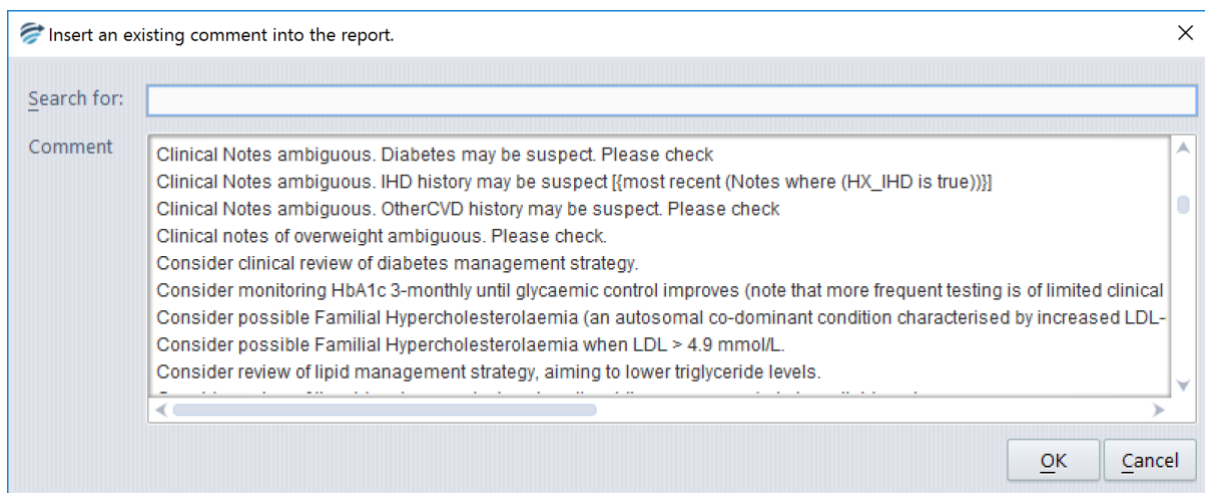 Insert an existing comment into the report.
Search for:
Comment
Clinical Notes ambiguous. Diabetes may be suspect. Please check
Clinical Notes ambiguous. IHD history may be suspect [{most recent (Notes where (HX_IHD is true))}]
Clinical Notes ambiguous. OtherCVD history may be suspect. Please check
Clinical notes of overweight ambiguous. Please check.
Consider clinical review of diabetes management strategy.
Consider monitoring HbA1c 3-monthly until glycaemic control improves (note that more frequent testing is of limited clinical
Consider possible Familial Hypercholesterolaemia (an autosomal co-dominant condition characterised by increased LDL-
Consider possible Familial Hypercholesterolaemia when LDL > 4.9 mmol/L.
Consider review of lipid management strategy, aiming to lower triglyceride levels.
OK Cancel